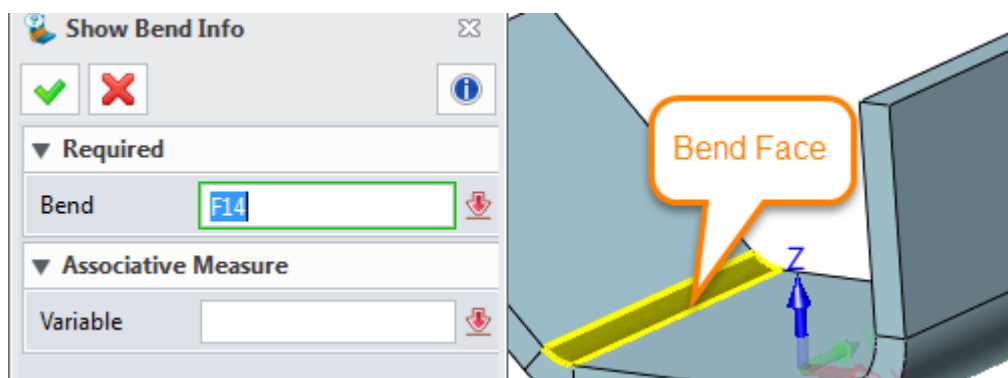 Show Bend Info
Required
Bend F14
Associative Measure
Variable
Bend Face
Z